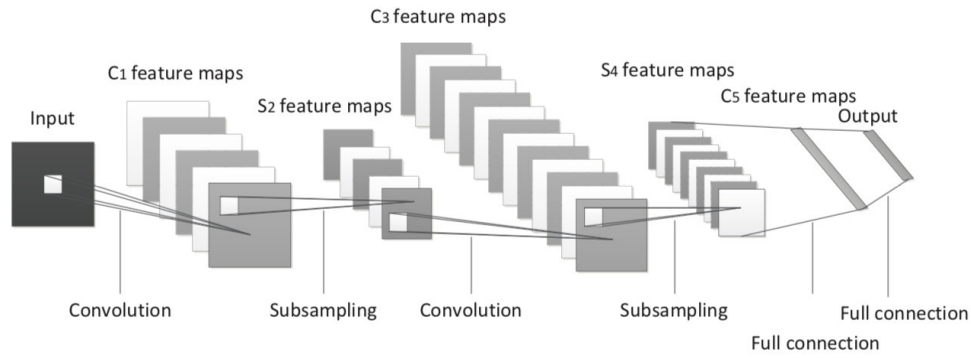 C3 feature maps
C1 feature maps
S4 feature maps
S2 feature maps
C5 feature maps
Input
Output
Convolution
Subsampling
Convolution
Subsampling
Full connection
Full connection